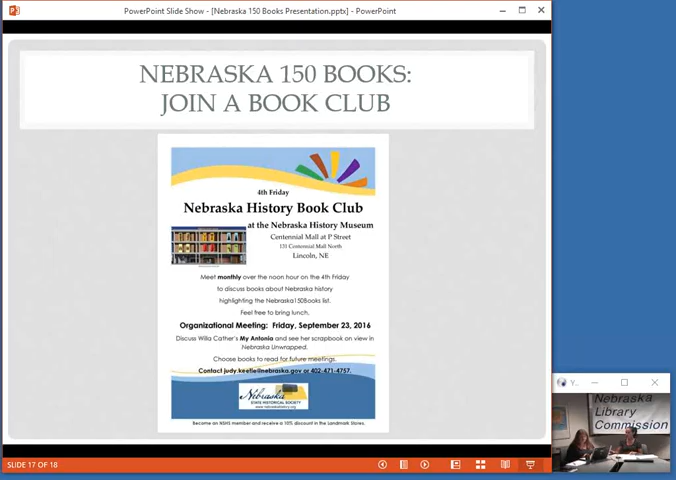 PowerPoint Slide Show - [Nebraska 150 Books Presentation.pptx] - PowerPoint
NEBRASKA 150 BOOKS:
JOIN A BOOK CLUB
4th Friday
Nebraska History Book Club
at the Nebraska History Museum
Centennial Mall at P Street
131 Centennial Mall North
Lincoln, NE
Meet monthly over the noon hour on the 4th Friday
to discuss books about Nebraska history
highlighting the Nebraska150Books list.
Feel free to bring lunch.
Organizational Meeting: Friday, September 23, 2016
Discuss Willa Cather's My Antonia and see her scrapbook on view in
Nebraska Unwrapped.
Choose books to read for future meetings.
Contact judy.keetle@nebraska.gov or 402-471-4757.
Nebraska
STATE HISTORICAL SOCIETY
www.nebraskahistory.org
Become an NSHS member and receive a 10% discount in the Landmark Stores.
SLIDE 17 OF 18
Y...
Nebraska
Library
Commission